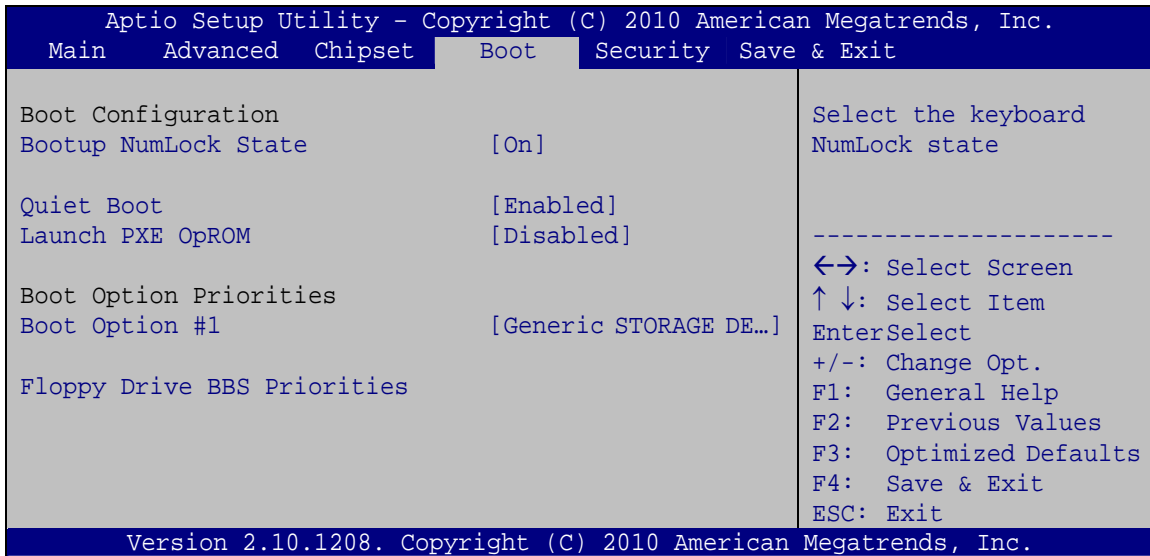 Aptio Setup Utility – Copyright (C) 2010 American Megatrends, Inc.
Main Advanced Chipset Boot Security Save & Exit
Boot Configuration
Bootup NumLock State [On]
Quiet Boot [Enabled]
Launch PXE OpROM [Disabled]
Boot Option Priorities
Boot Option #1 [Generic STORAGE DE…]
Floppy Drive BBS Priorities
Select the keyboard
NumLock state
---------------------
←→: Select Screen
↑ ↓: Select Item
EnterSelect
+/-: Change Opt.
F1: General Help
F2: Previous Values
F3: Optimized Defaults
F4: Save & Exit
ESC: Exit
Version 2.10.1208. Copyright (C) 2010 American Megatrends, Inc.